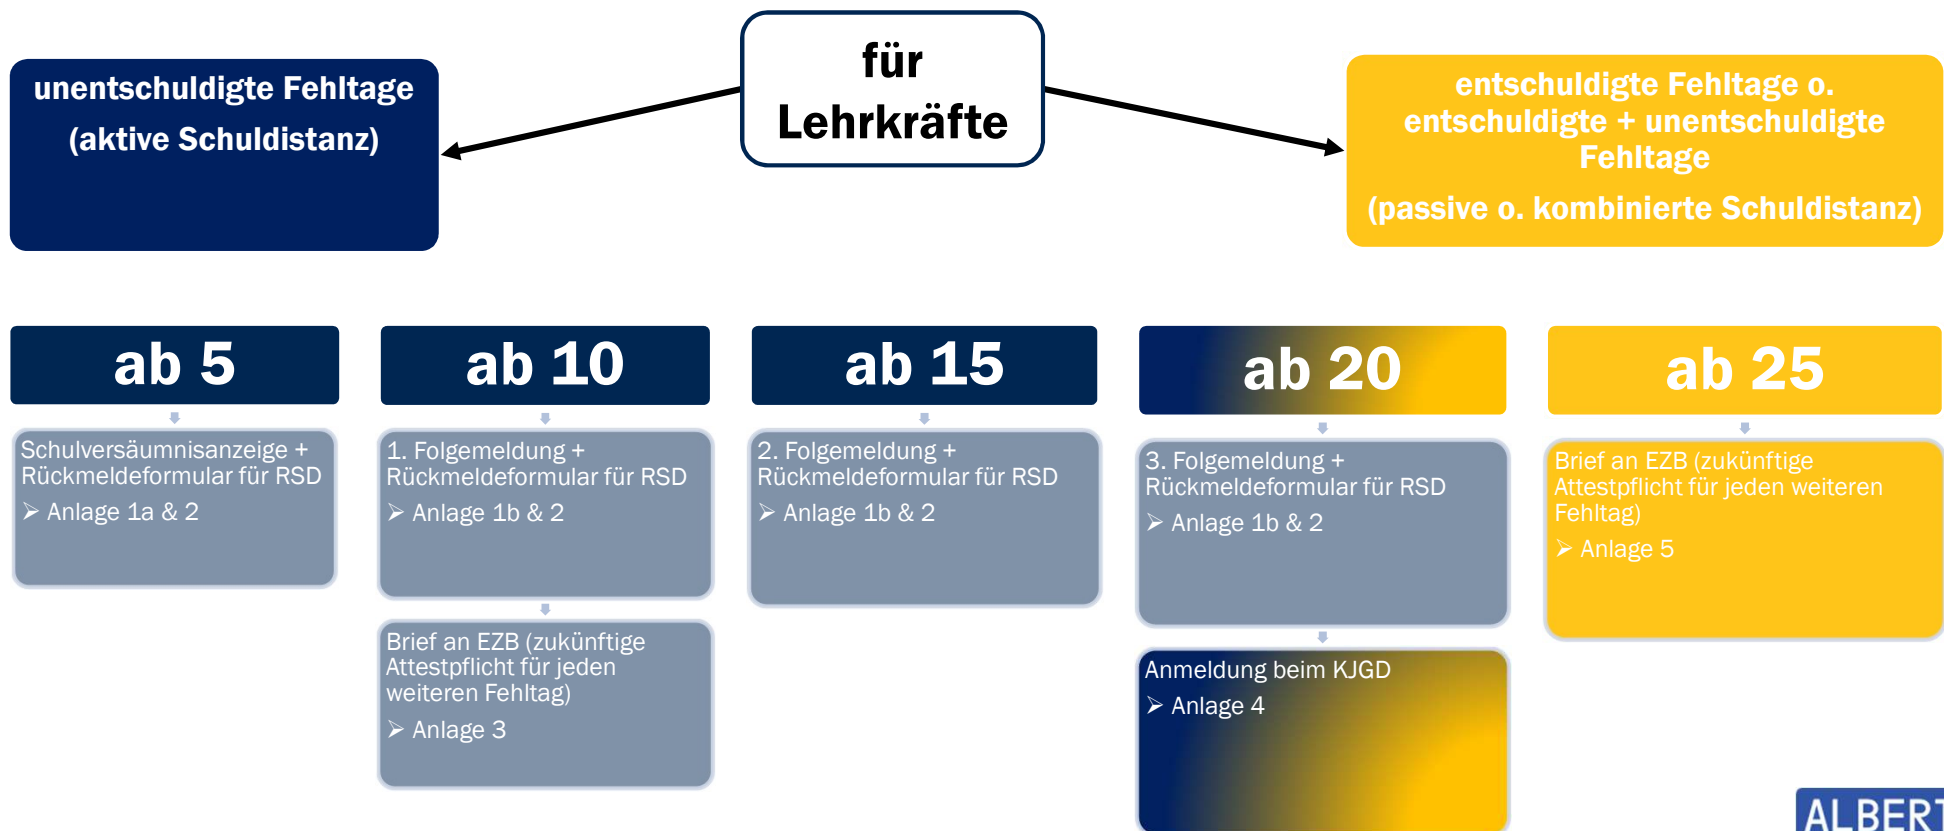 für
Lehrkräfte
unentschuldigte Fehltage
(aktive Schuldistanz)
entschuldigte Fehltage o.
entschuldigte + unentschuldigte
Fehltage
(passive o. kombinierte Schuldistanz)
ab 5
Schulversäumnisanzeige +
Rückmeldeformular für RSD
➢ Anlage 1a & 2
ab 10
1. Folgemeldung +
Rückmeldeformular für RSD
➢ Anlage 1b & 2
Brief an EZB (zukünftige
Attestpflicht für jeden
weiteren Fehltag)
➢ Anlage 3
ab 15
2. Folgemeldung +
Rückmeldeformular für RSD
➢ Anlage 1b & 2
ab 20
3. Folgemeldung +
Rückmeldeformular für RSD
➢ Anlage 1b & 2
Anmeldung beim KJGD
➢ Anlage 4
ab 25
Brief an EZB (zukünftige
Attestpflicht für jeden weiteren
Fehltag)
➢ Anlage 5
ALBERT